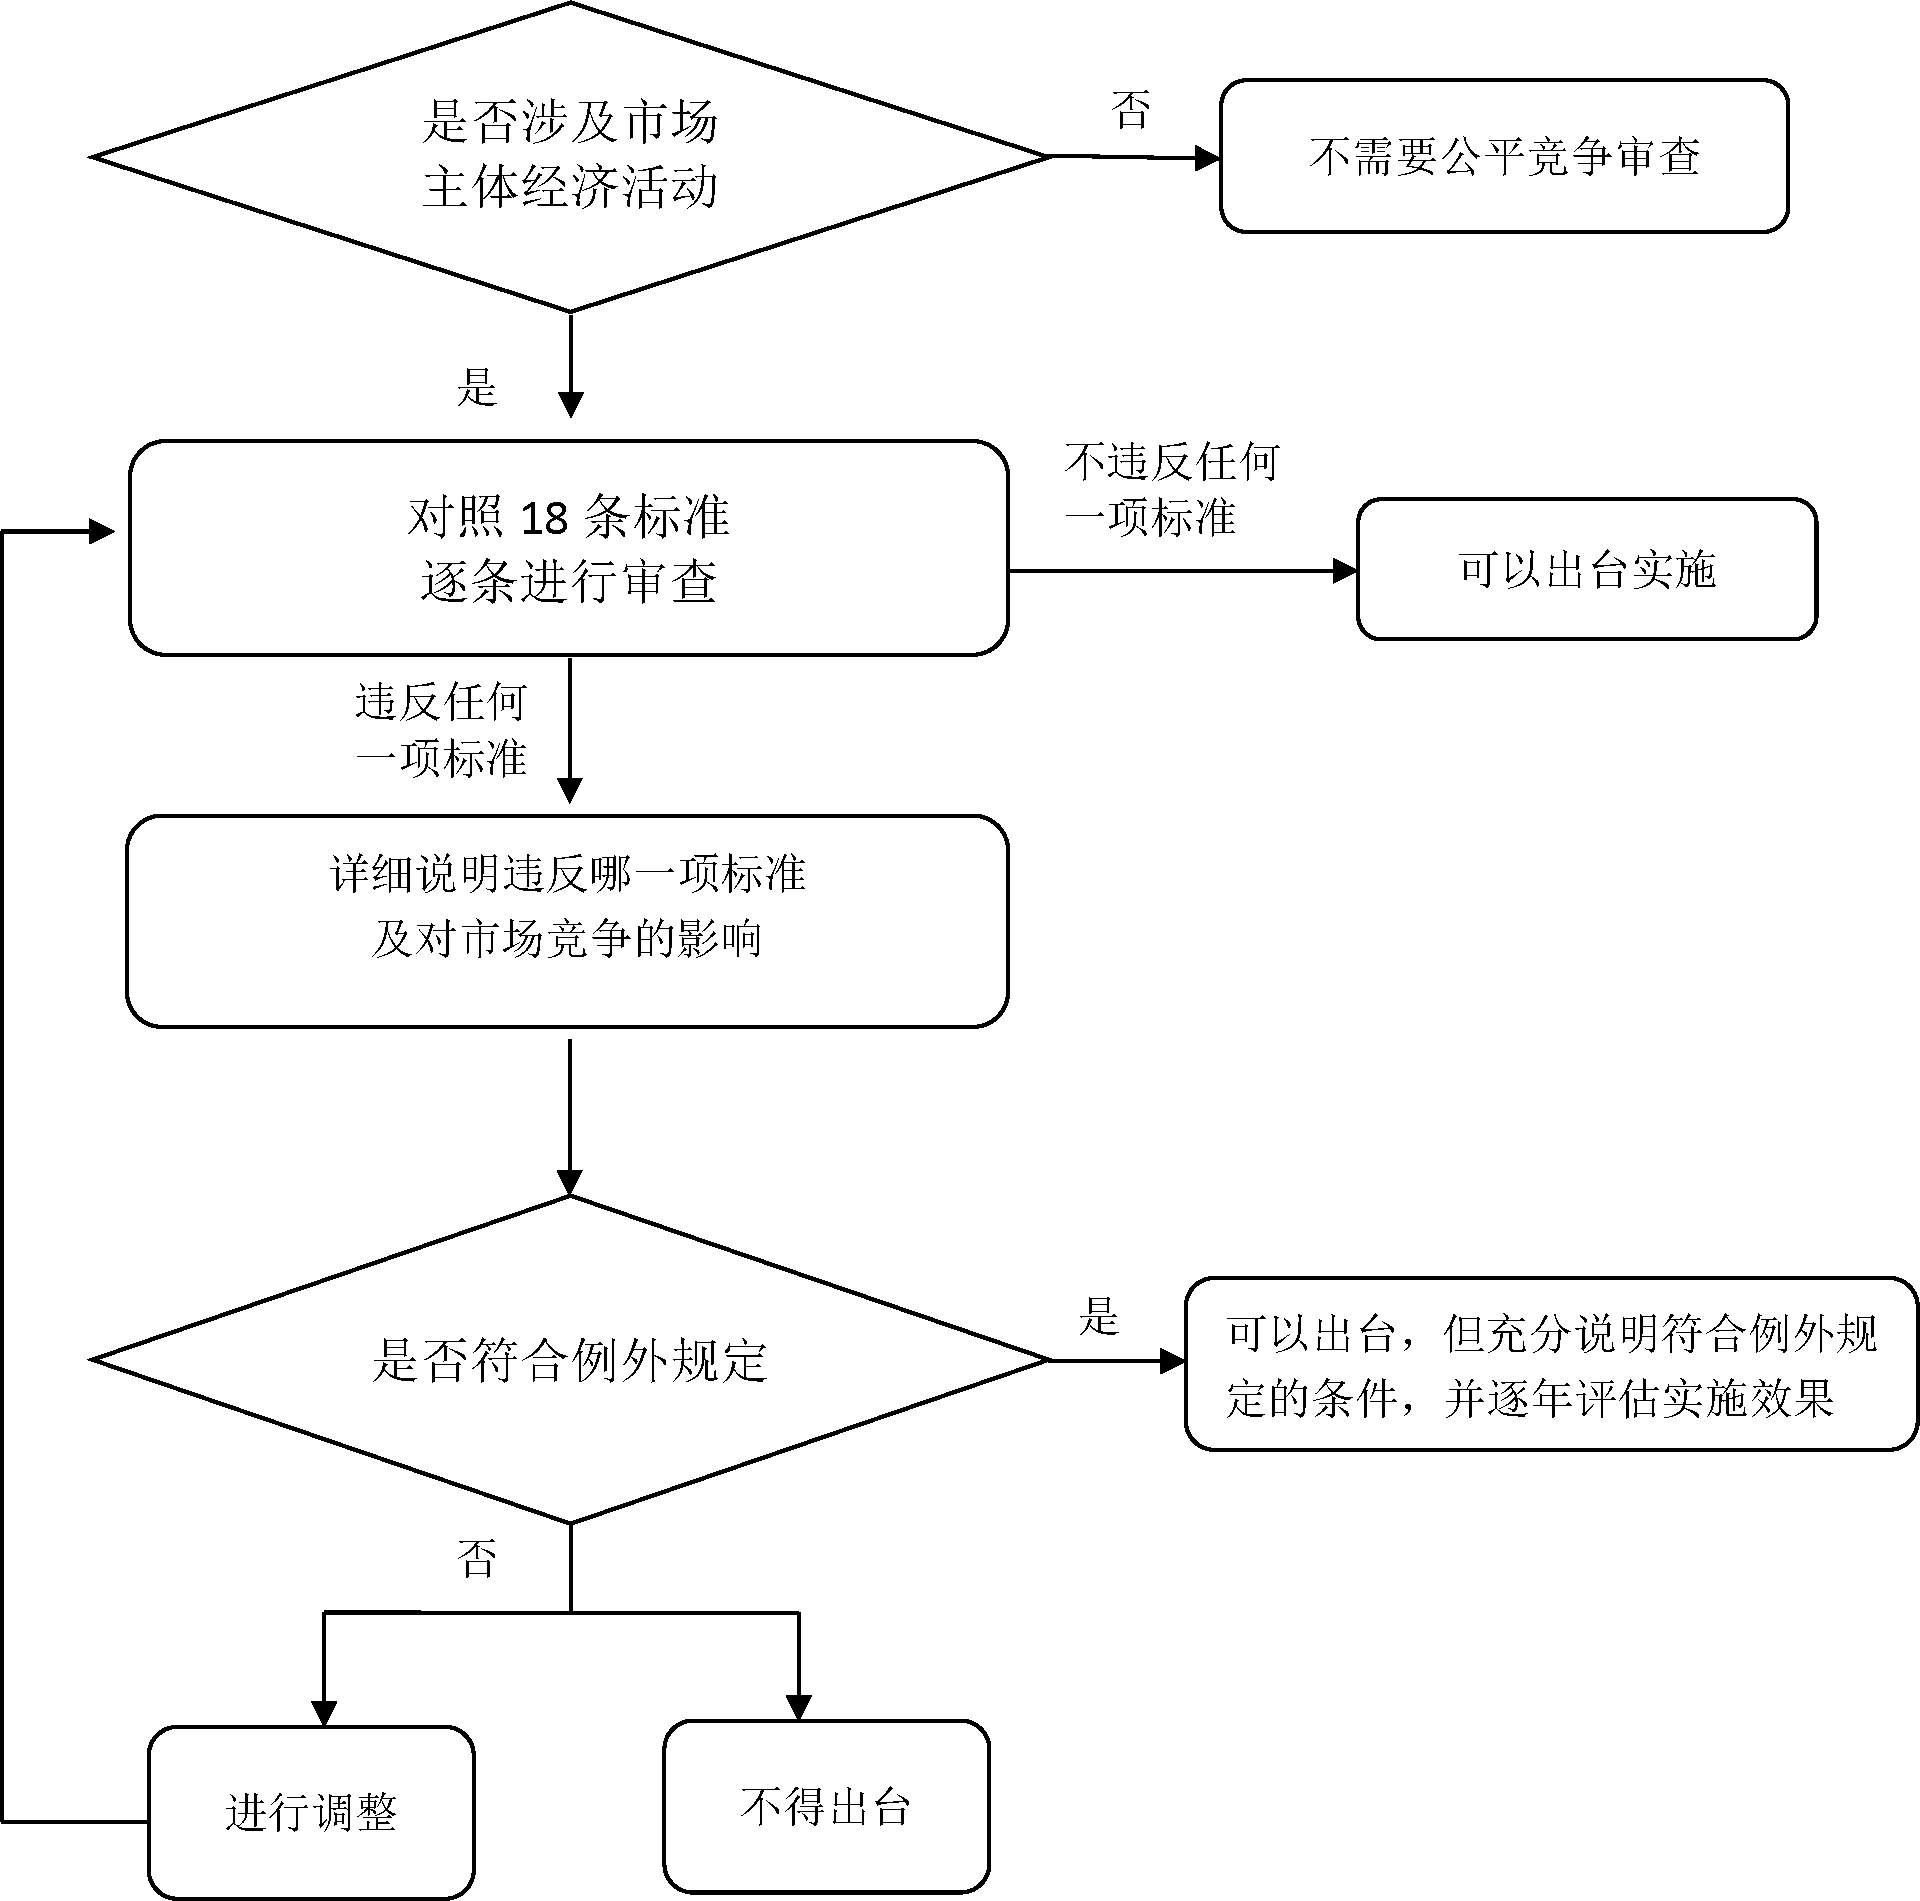 是否涉及市场
主体经济活动
否
不需要公平竞争审查
是
对照 18 条标准
逐条进行审查
不违反任何
一项标准
可以出台实施
违反任何
一项标准
详细说明违反哪一项标准
及对市场竞争的影响
是否符合例外规定
是
可以出台，但充分说明符合例外规
定的条件，并逐年评估实施效果
否
进行调整
不得出台